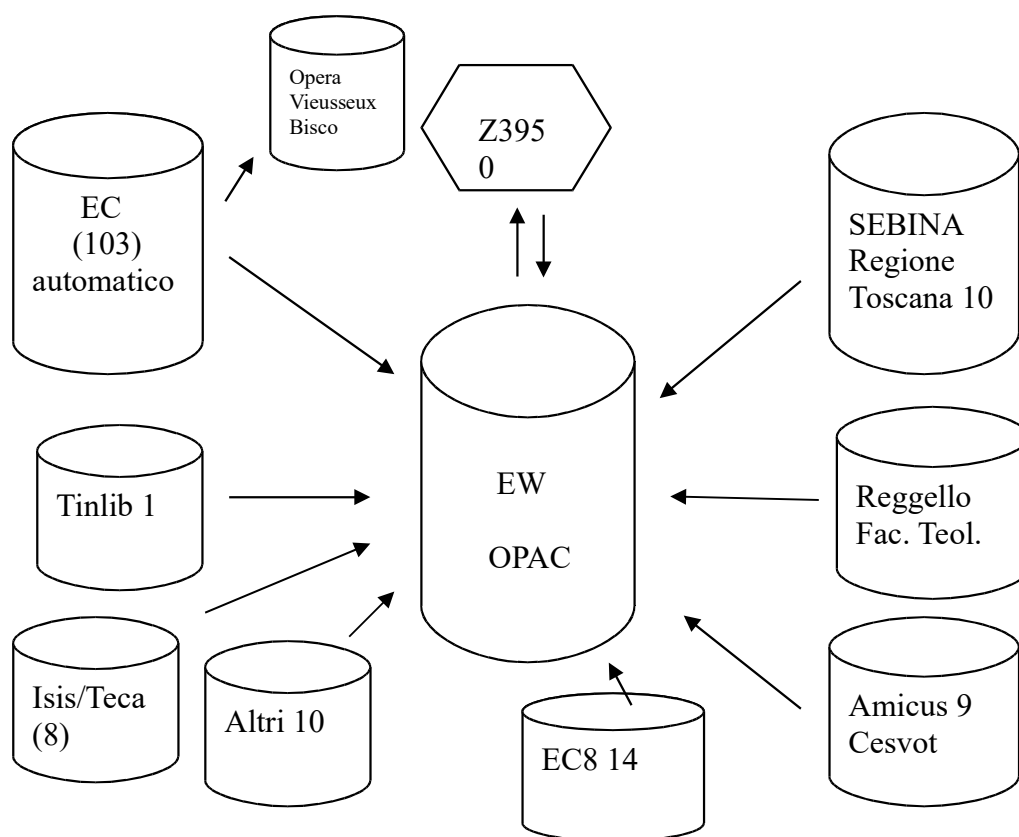 Opera
Vieusseux
Bisco
Z395
0
EC
(103)
automatico
SEBINA
Regione
Toscana 10
EW
OPAC
Tinlib 1
Reggello
Fac. Teol.
Isis/Teca
(8)
Altri 10
EC8 14
Amicus 9
Cesvot